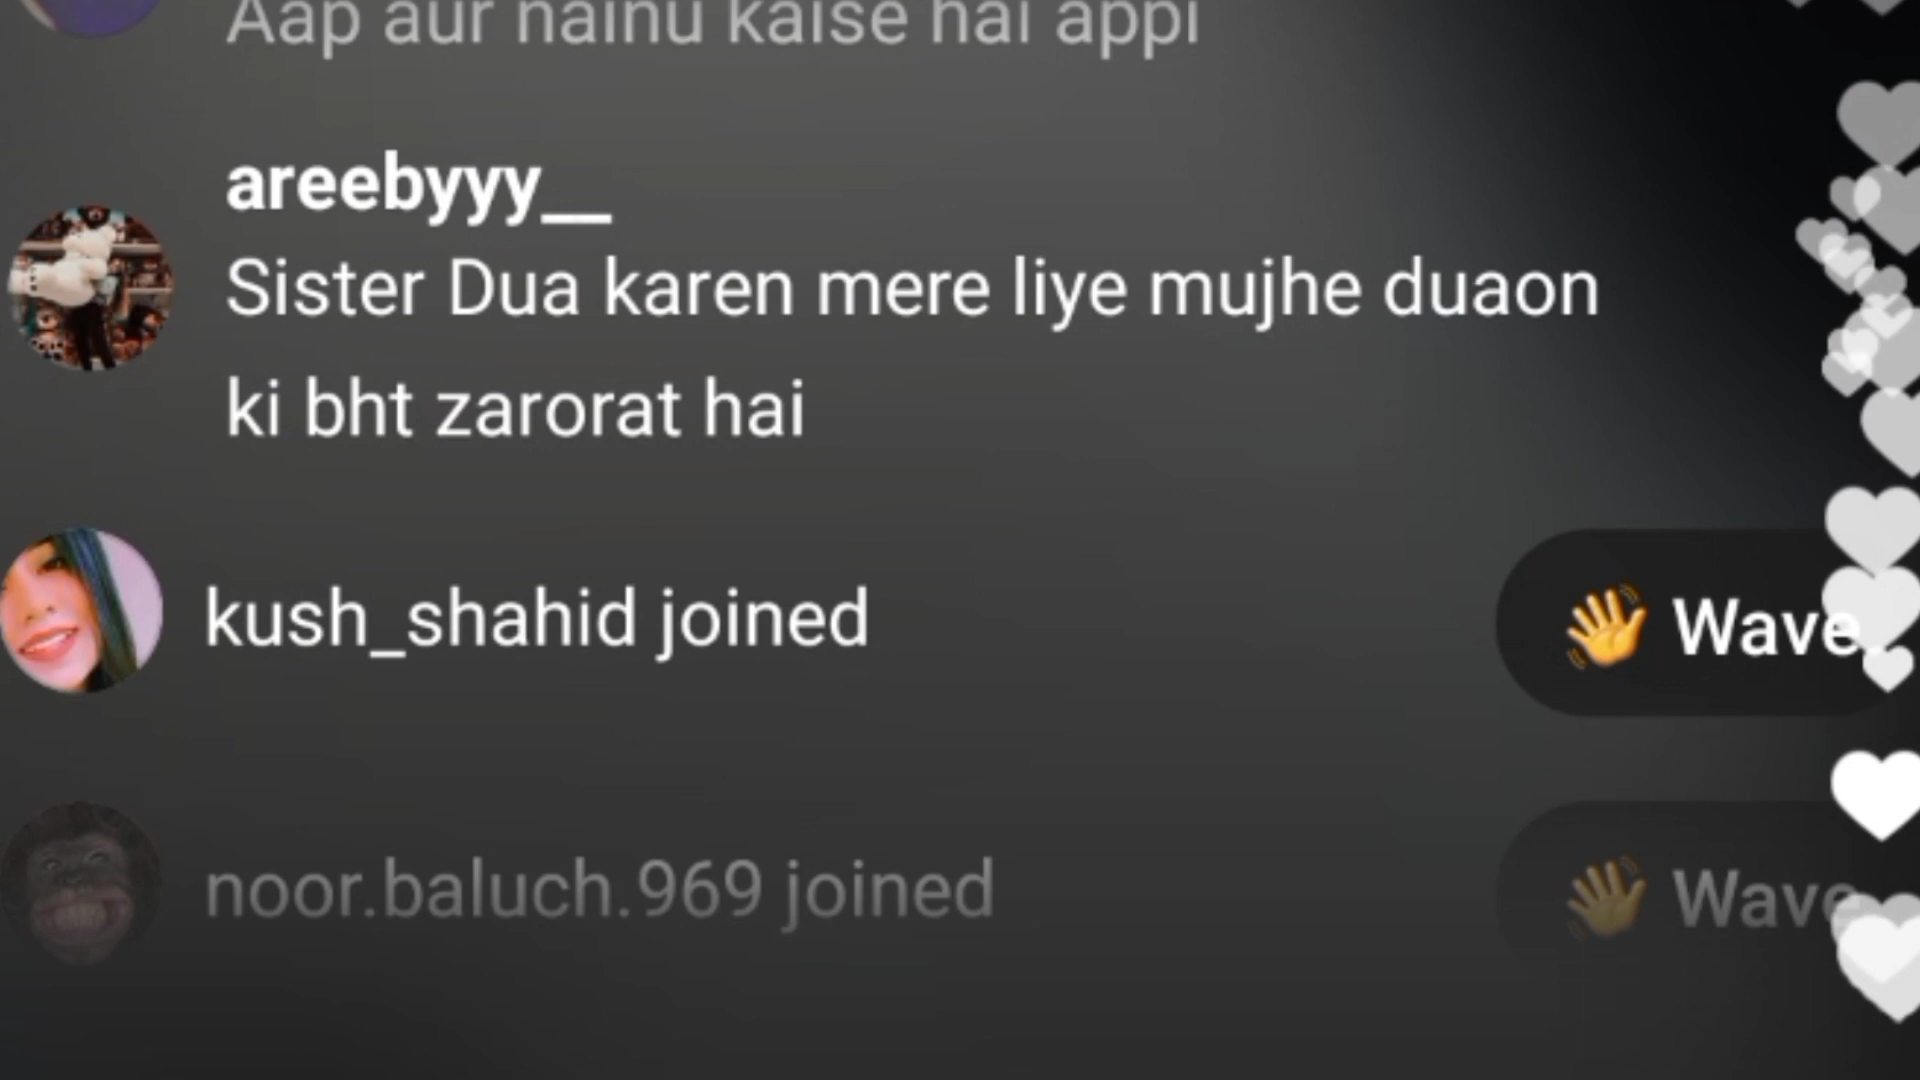 Aap aur nainu kaise hai appi
areebyyy__
Sister Dua karen mere liye mujhe duaon
ki bht zarorat hai
kush_shahid joined
👋 Wave
noor.baluch.969 joined
👋 Wave